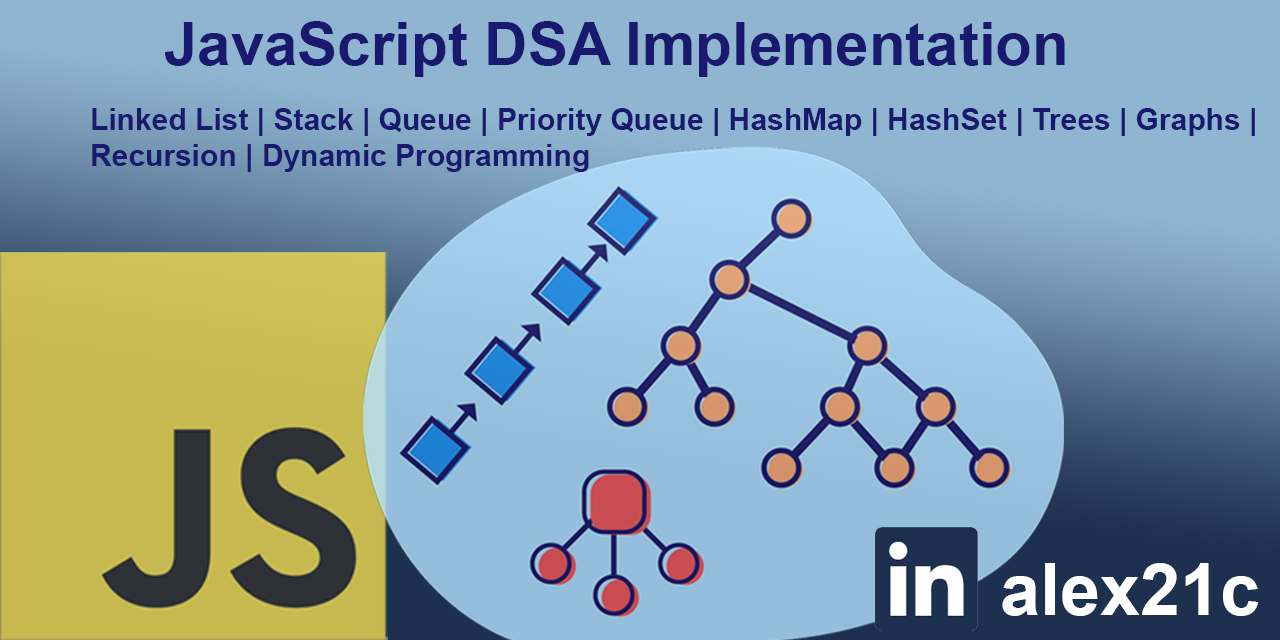 JavaScript DSA Implementation
Linked List | Stack | Queue | Priority Queue | HashMap | HashSet | Trees | Graphs |
Recursion | Dynamic Programming
JS
in alex21c